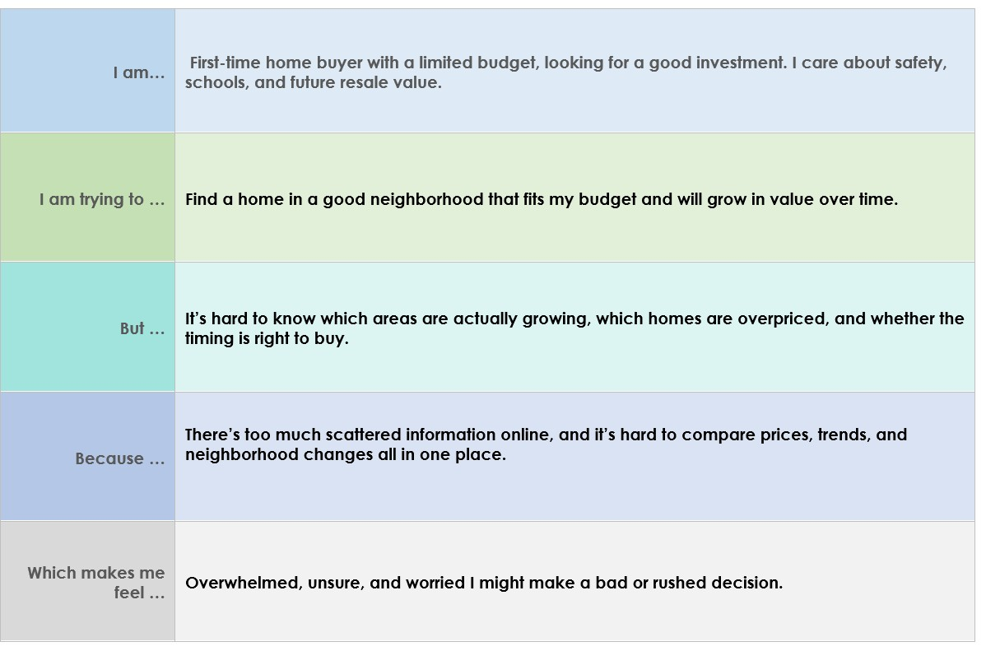 I am…
First-time home buyer with a limited budget, looking for a good investment. I care about safety,
schools, and future resale value.
I am trying to …
Find a home in a good neighborhood that fits my budget and will grow in value over time.
But …
It’s hard to know which areas are actually growing, which homes are overpriced, and whether the
timing is right to buy.
Because …
There’s too much scattered information online, and it’s hard to compare prices, trends, and
neighborhood changes all in one place.
Which makes me
feel …
Overwhelmed, unsure, and worried I might make a bad or rushed decision.